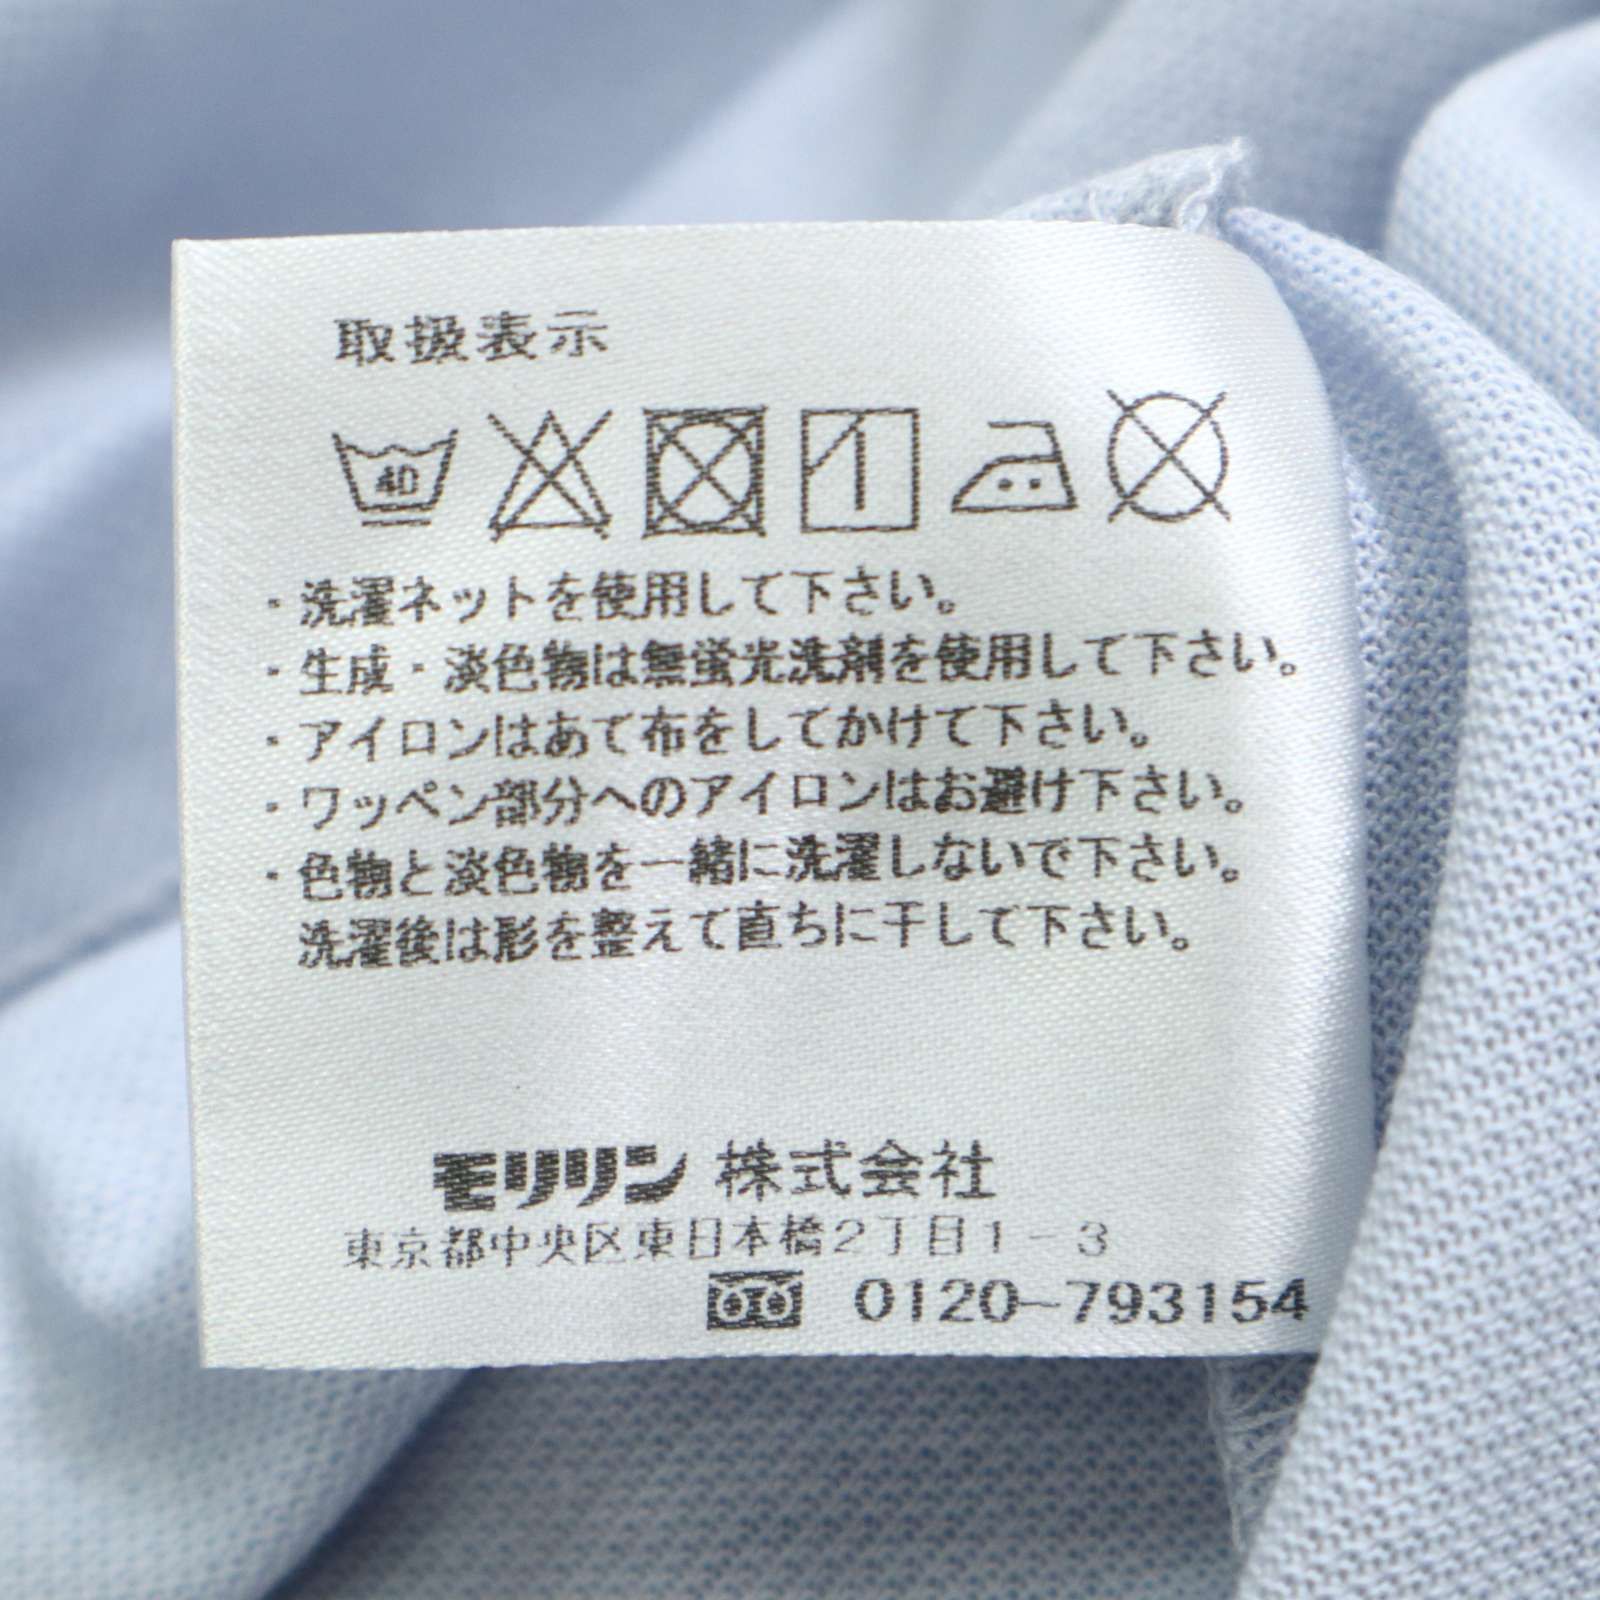 取扱表示
40
・洗濯ネットを使用して下さい。
・生成・淡色物は無蛍光洗剤を使用して下さい。
・アイロンはあて布をしてかけて下さい。
・ワッペン部分へのアイロンはお避け下さい。
・色物と淡色物を一緒に洗濯しないで下さい。
洗濯後は形を整えて直ちに干して下さい。
モリリン 株式会社
東京都中央区東日本橋2丁目1-3
0120-793154